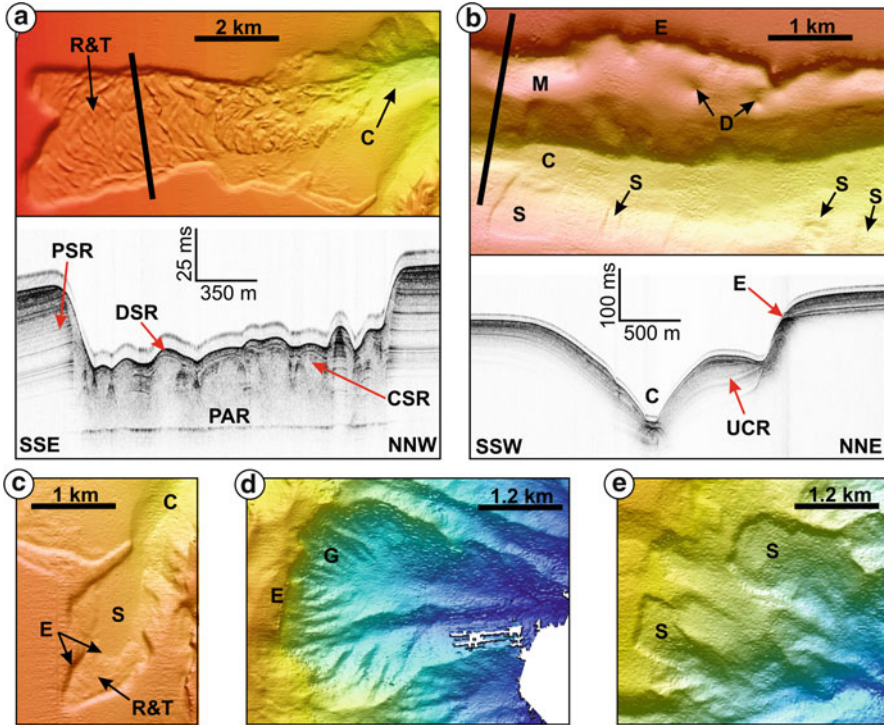 a
2 km
R&T
C
25 ms
350 m
PSR
DSR
CSR
PAR
SSE
NNW
b
1 km
E
M
D
C
S
S
S
S
100 ms
500 m
E
C
UCR
SSW
NNE
c
1 km
C
S
E
R&T
d
1.2 km
G
E
e
1.2 km
S
S